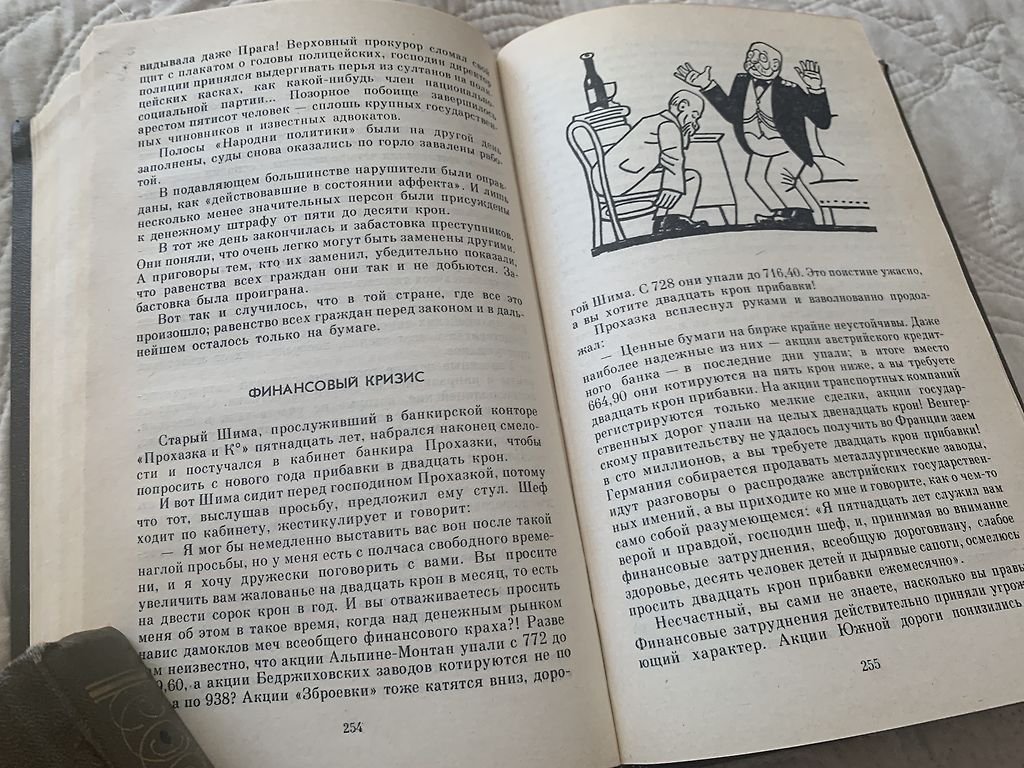 видывала даже Прага! Верховный прокурор сломал свой
щит с плакатом о головы полицейских, господин директор
полиции принялся выдергивать перья из султанов на поли-
цейских касках, как какой-нибудь член национально-
социальной партии... Позорное побоище завершилось
арестом пятисот человек — сплошь крупных государствен-
ных чиновников и известных адвокатов.
Полосы «Народни политики» были на другой день
заполнены, суды снова оказались по горло завалены рабо-
той.
В подавляющем большинстве нарушители были оправ-
даны, как «действовавшие в состоянии аффекта». И лишь
несколько менее значительных персон были присуждены
к денежному штрафу от пяти до десяти крон.
В тот же день закончилась и забастовка преступников.
Они поняли, что очень легко могут быть заменены другими.
А приговоры тем, кто их заменил, убедительно показали,
что равенства всех граждан они так и не добьются. За-
бастовка была проиграна.
Вот так и случилось, что в той стране, где все это
произошло; равенство всех граждан перед законом и в даль-
нейшем осталось только на бумаге.
ФИНАНСОВЫЙ КРИЗИС
Старый Шима, прослуживший в банкирской конторе
«Прохазка и К°» пятнадцать лет, набрался наконец смело-
сти и постучался в кабинет банкира Прохазки, чтобы
попросить с нового года прибавки в двадцать крон.
И вот Шима сидит перед господином Прохазкой, потому
что тот, выслушав просьбу, предложил ему стул. Шеф
ходит по кабинету, жестикулирует и говорит:
— Я мог бы немедленно выставить вас вон после такой
наглой просьбы, но у меня есть с полчаса свободного време-
ни, и я хочу дружески поговорить с вами. Вы просите
увеличить вам жалованье на двадцать крон в месяц, то есть
на двести сорок крон в год. И вы отваживаетесь просить
меня об этом в такое время, когда над денежным рынком
навис дамоклов меч всеобщего финансового краха?! Разве
неизвестно, что акции Альпине-Монтан упали с 772 до
9,60, а акции Бедржиховских заводов котируются не по
а по 938? Акции «Зброевки» тоже катятся вниз, доро-
254
гой Шима. С 728 они упали до 716,40. Это поистине ужасно,
а вы хотите двадцать крон прибавки!
Прохазка всплеснул руками и взволнованно продол-
жал:
— Ценные бумаги на бирже крайне неустойчивы. Даже
наиболее надежные из них — акции австрийского кредит-
ного банка — в последние дни упали; в итоге вместо
664,90 они котируются на пять крон ниже, а вы требуете
двадцать крон прибавки. На акции транспортных компаний
регистрируются только мелкие сделки, акции государ-
ственных дорог упали на целых двенадцать крон! Венгер-
скому правительству не удалось получить во Франции заем
в сто миллионов, а вы требуете двадцать крон прибавки!
Германия собирается продавать металлургические заводы,
идут разговоры о распродаже австрийских государствен-
ных имений, а вы приходите ко мне и говорите, как о чем-то
само собой разумеющемся: «Я пятнадцать лет служил вам
верой и правдой, господин шеф, и, принимая во внимание
финансовые затруднения, всеобщую дороговизну, слабое
здоровье, десять человек детей и дырявые сапоги, осмелюсь
просить двадцать крон прибавки ежемесячно».
Несчастный, вы сами не знаете, насколько вы правы
Финансовые затруднения действительно приняли угрож
ющий характер. Акции Южной дороги понизились
255